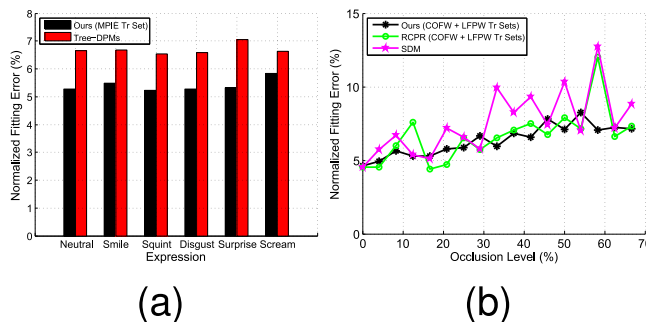 8
7
6
5
4
3
2
1
0
Normalized Fitting Error (%)
Ours (MPIE Tr Set)
Tree−DPMs
Neutral Smile Squint Disgust Surprise Scream
Expression
(a)
15%
10%
5%
0%
Normalized Fitting Error (%)
Ours (COFW + LFPW Tr Sets)
RCPR (COFW + LFPW Tr Sets)
SDM
0 10 20 30 40 50 60 70
Occlusion Level (%)
(b)